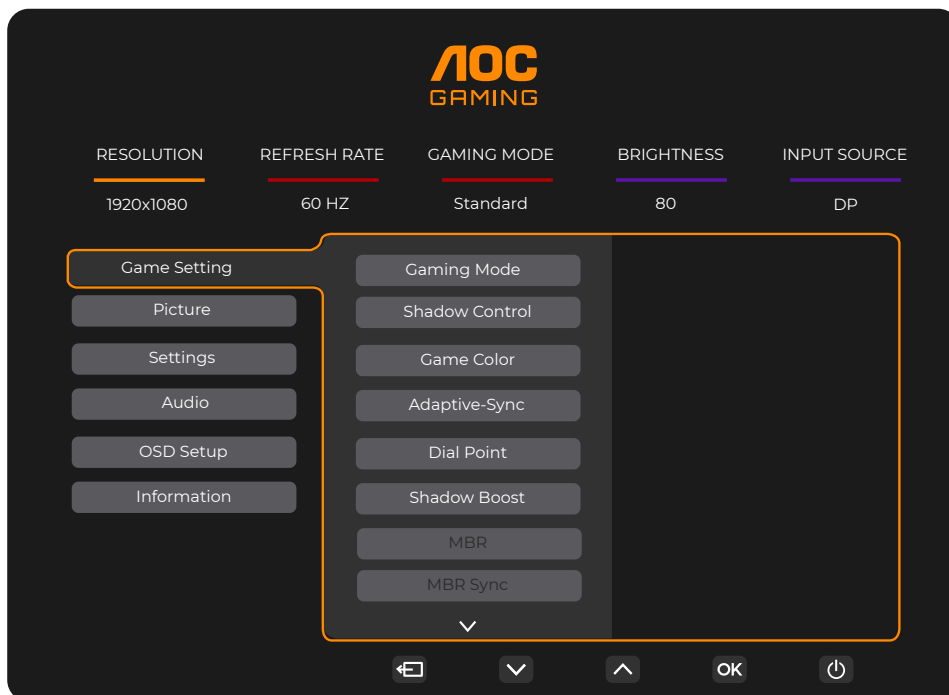 AOC
GAMING
RESOLUTION REFRESH RATE GAMING MODE BRIGHTNESS INPUT SOURCE
1920x1080 60 HZ Standard 80 DP
Game Setting
Picture
Settings
Audio
OSD Setup
Information
Gaming Mode
Shadow Control
Game Color
Adaptive-Sync
Dial Point
Shadow Boost
MBR
MBR Sync
OK